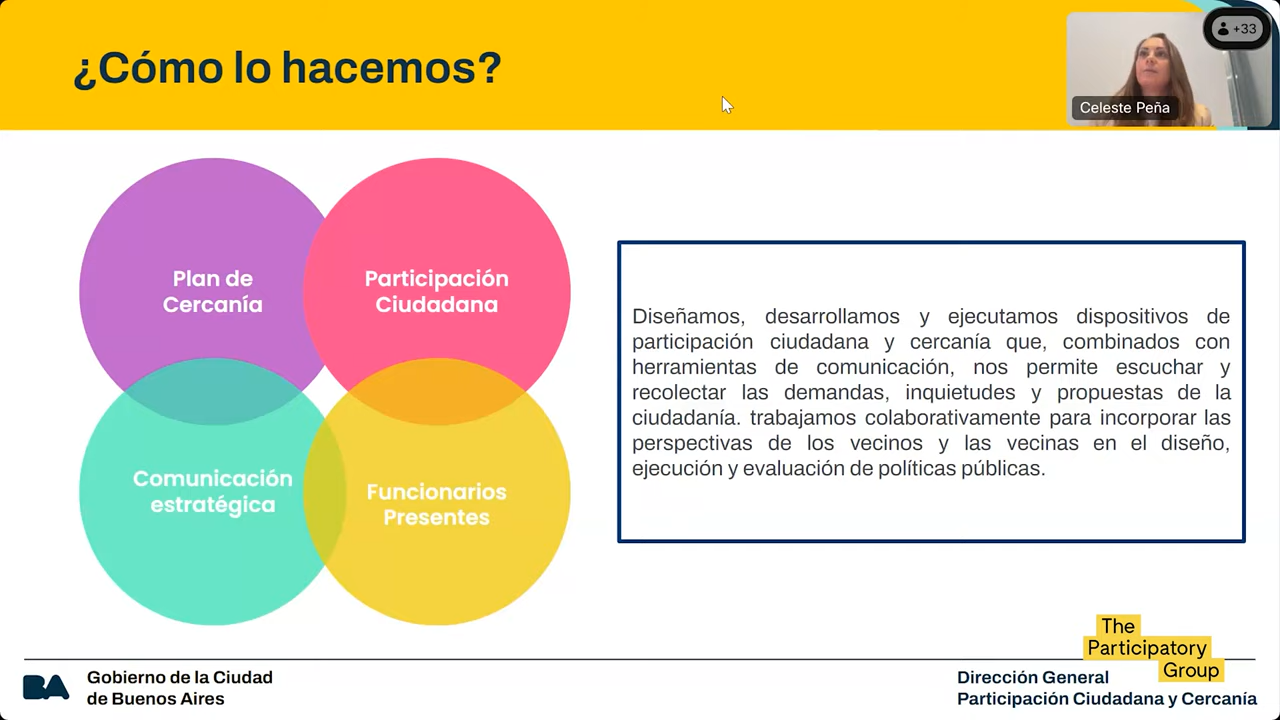 ¿Cómo lo hacemos?
+33
Celeste Peña
Plan de
Cercanía
Participación
Ciudadana
Comunicación
estratégica
Funcionarios
Presentes
Diseñamos, desarrollamos y ejecutamos dispositivos de
participación ciudadana y cercanía que, combinados con
herramientas de comunicación, nos permite escuchar y
recolectar las demandas, inquietudes y propuestas de la
ciudadanía. trabajamos colaborativamente para incorporar las
perspectivas de los vecinos y las vecinas en el diseño,
ejecución y evaluación de políticas públicas.
The
Participatory
Group
BA
Gobierno de la Ciudad
de Buenos Aires
Dirección General
Participación Ciudadana y Cercanía